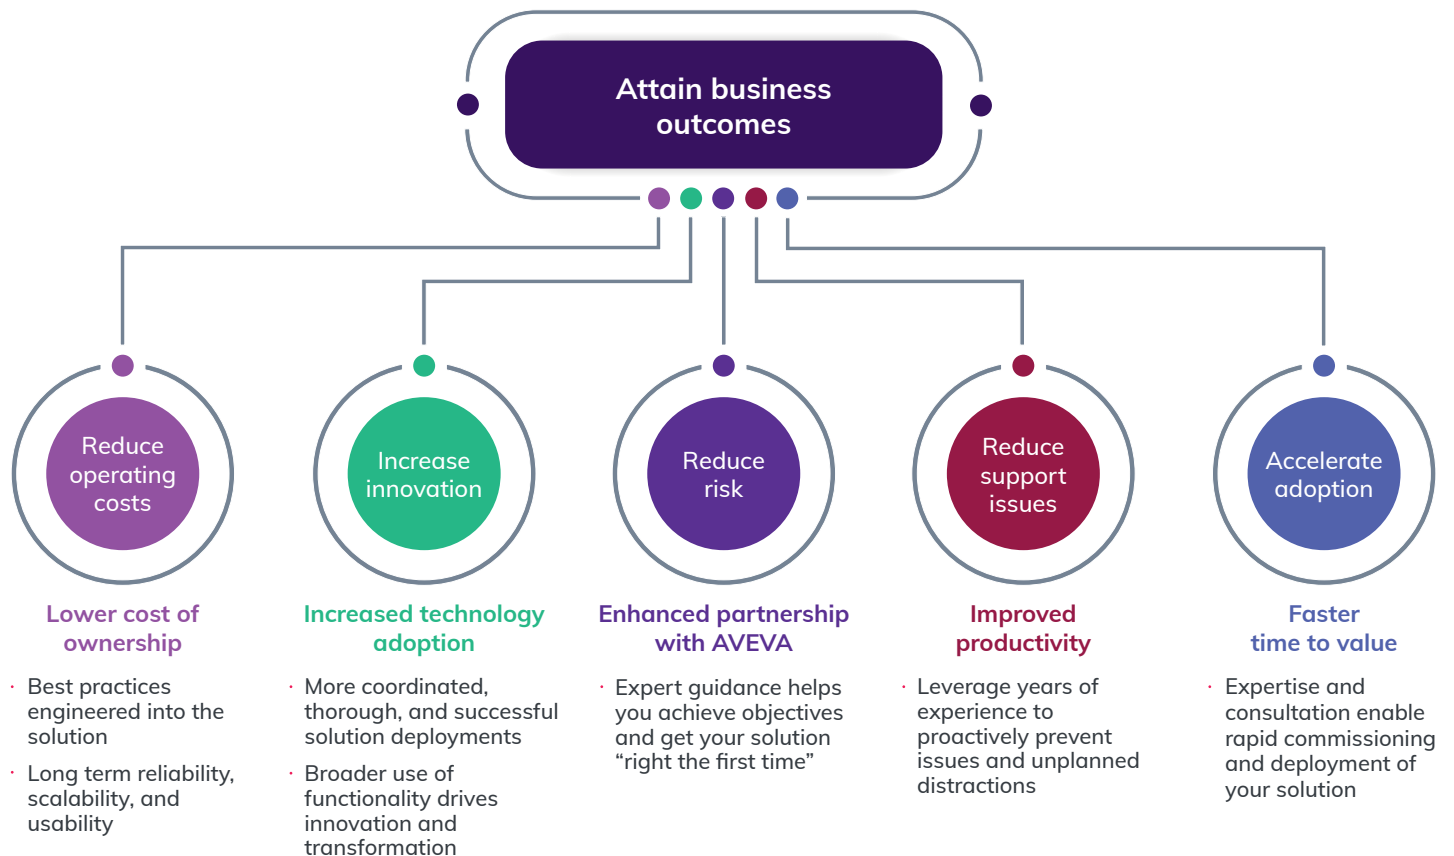 Attain business
outcomes
Reduce
operating
costs
Increase
innovation
Reduce
risk
Reduce
support
issues
Accelerate
adoption
Lower cost of
ownership
· Best practices
engineered into the
solution
· Long term reliability,
scalability, and
usability
Increased technology
adoption
· More coordinated,
thorough, and successful
solution deployments
· Broader use of
functionality drives
innovation and
transformation
Enhanced partnership
with AVEVA
· Expert guidance helps
you achieve objectives
and get your solution
“right the first time”
Improved
productivity
· Leverage years of
experience to
proactively prevent
issues and unplanned
distractions
Faster
time to value
· Expertise and
consultation enable
rapid commissioning
and deployment of
your solution